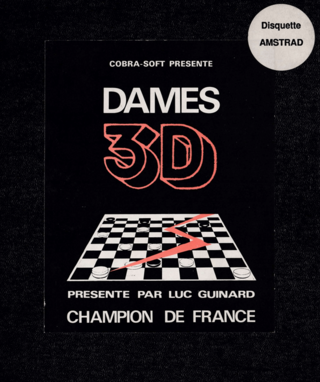 Disquette
AMSTRAD
COBRA-SOFT PRESENTE
DAMES
3D
PRESENTE PAR LUC GUINARD
CHAMPION DE FRANCE